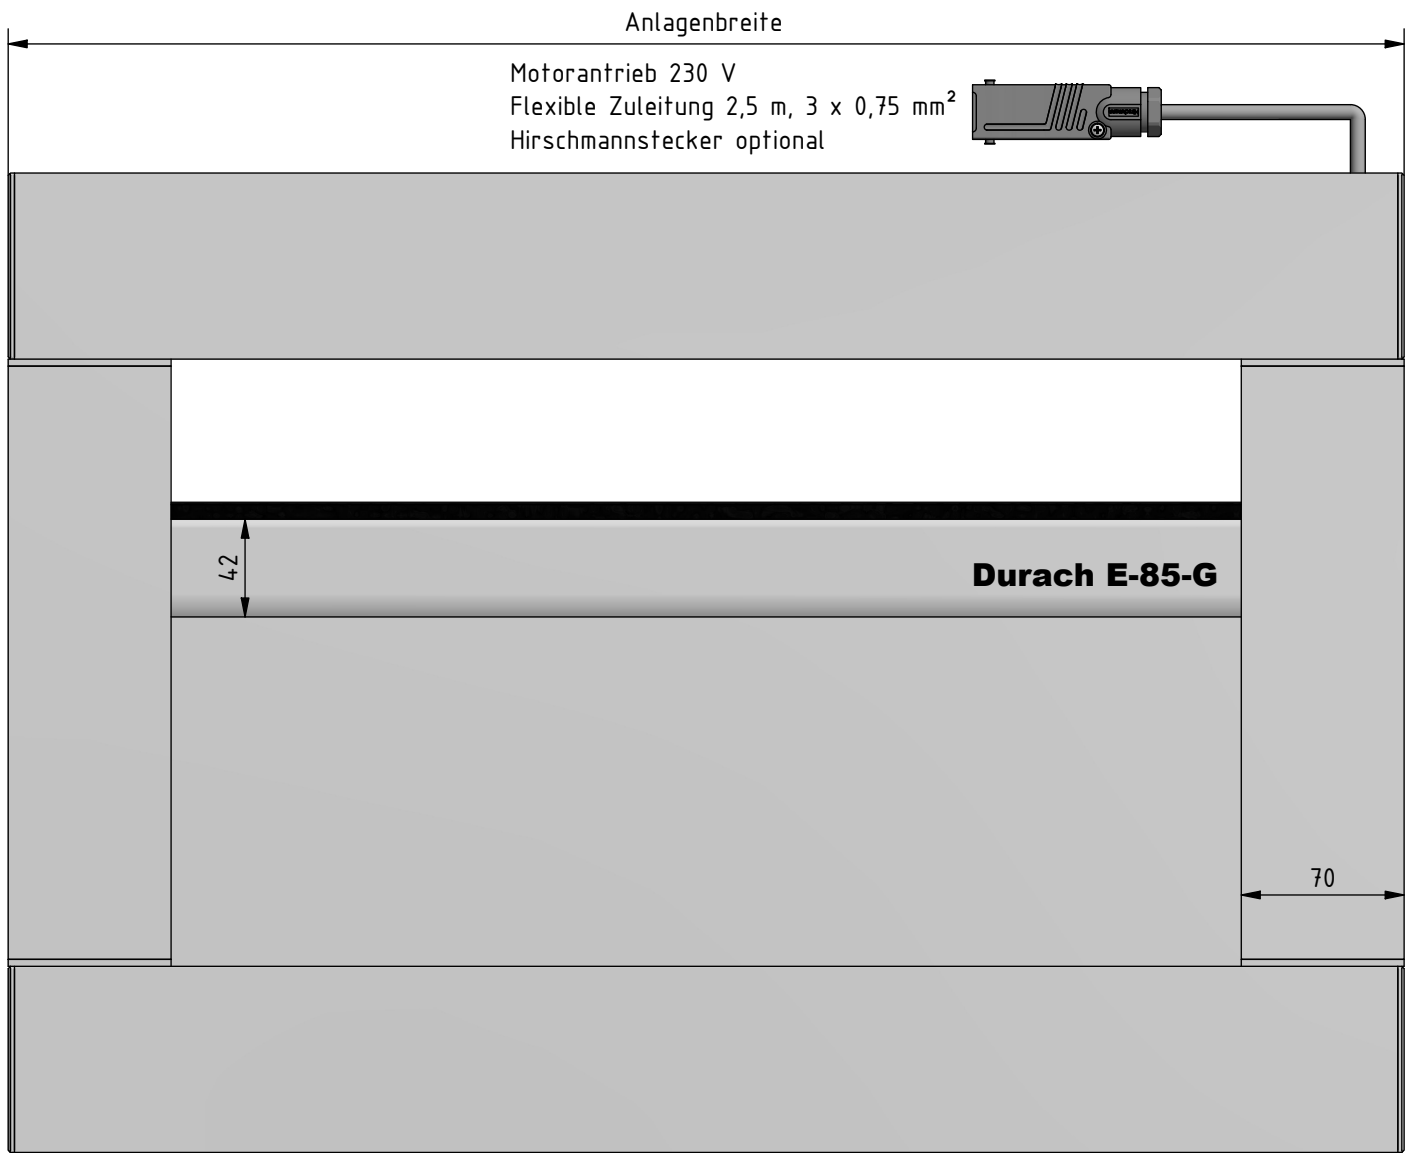 Anlagenbreite
Motorantrieb 230 V
Flexible Zuleitung 2,5 m, 3 x 0,75 mm²
Hirschmannstecker optional
42
Durach E-85-G
70